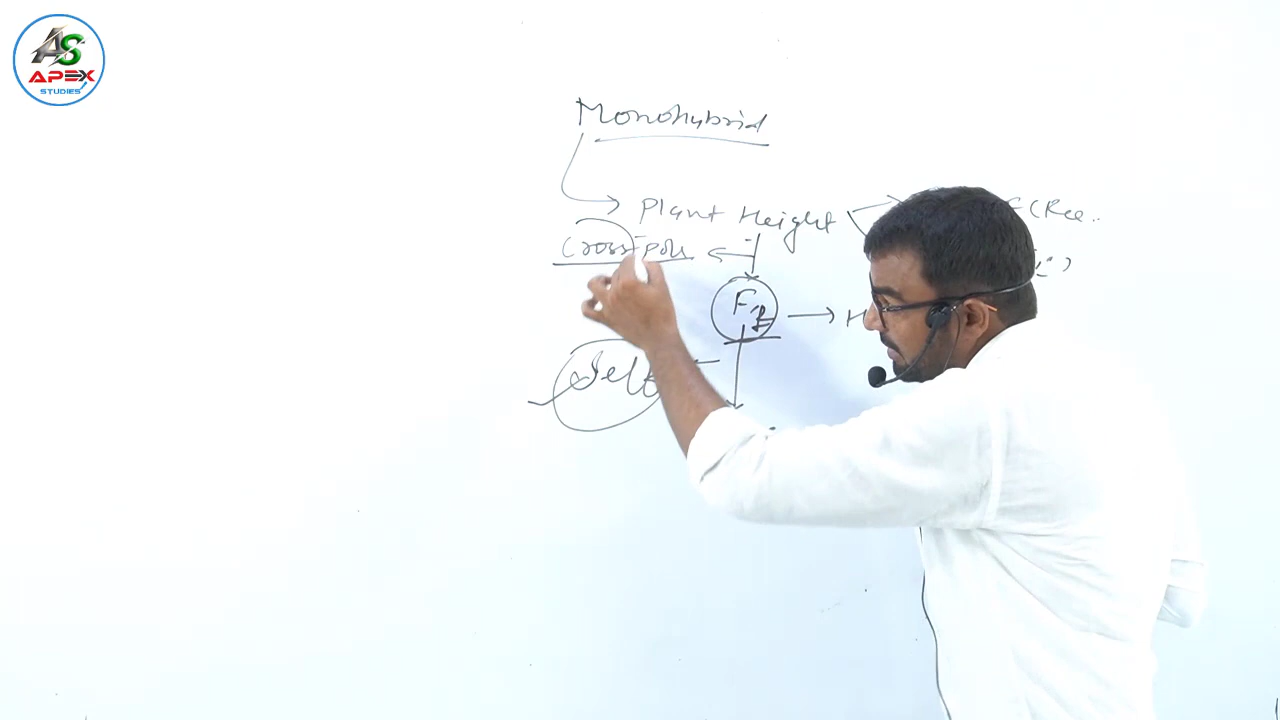 AS
APEX
STUDIES
Monohybrid
Plant Height
Cross Poll
F1
H
Self